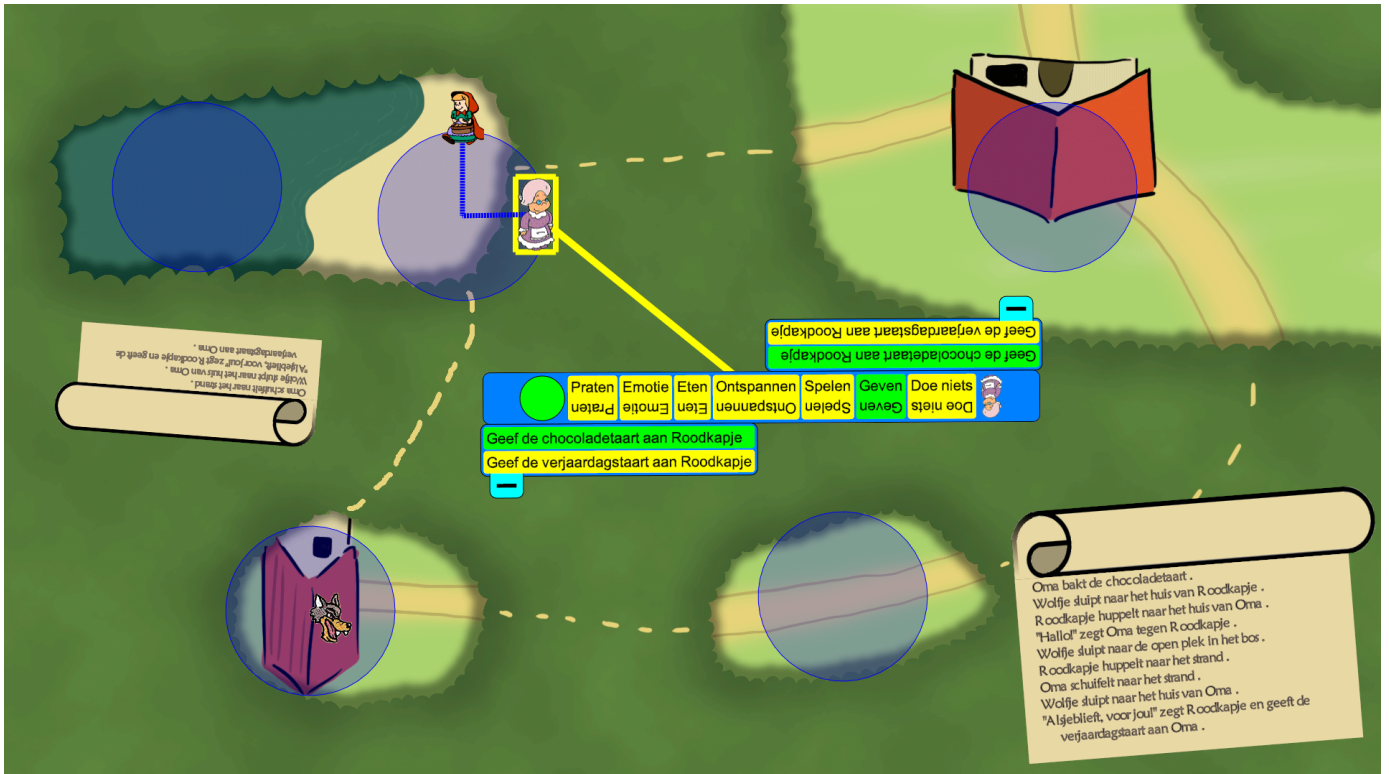 verjaardagstaart aan Oma .
"Alsjeblieft, voor jou!" zegt Roodkapje en geeft de
Wolfje sluipt naar het huis van Oma .
Oma schuifelt naar het strand .
Geef de verjaardagstaart aan Roodkapje
Geef de chocoladetaart aan Roodkapje
Praten Emotie Eten Ontspannen Spelen Geven Doe niets
Praten Emotie Eten Ontspannen Spelen Geven Doe niets
Geef de chocoladetaart aan Roodkapje
Geef de verjaardagstaart aan Roodkapje
Oma bakt de chocoladetaart .
Wolfje sluipt naar het huis van Roodkapje .
Roodkapje huppelt naar het huis van Oma .
"Hallo!" zegt Oma tegen Roodkapje .
Wolfje sluipt naar de open plek in het bos .
Roodkapje huppelt naar het strand .
Oma schuifelt naar het strand .
Wolfje sluipt naar het huis van Oma .
"Alsjeblieft, voor jou!" zegt Roodkapje en geeft de
verjaardagstaart aan Oma .